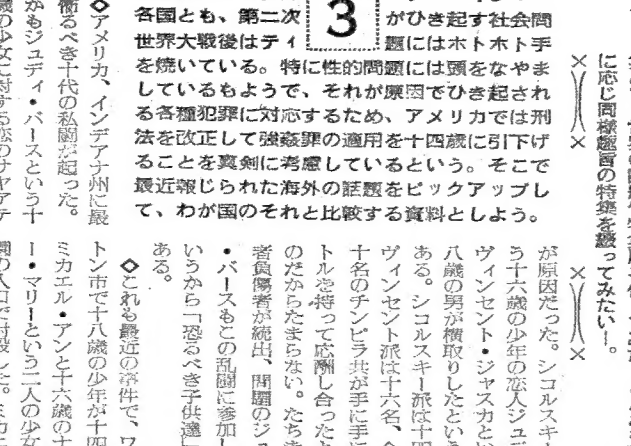 に応じ同様趣旨の特集を綴ってみたい―。
3
各国とも、第二次
世界大戦後はティ
がひき起す社会問
題にはホトホト手
を焼いている。特に性的問題には頭をなやま
しているようで、それが原因でひき起され
る各種犯罪に対応するため、アメリカでは刑
法を改正強姦罪の適用を十四歳に引下げ
ることを真剣に考慮しているという。そこで
最近報じられた海外の話題をピックアップし
て、わが国のそれと比較する資料としよう。
◇アメリカ、インデアナ州に最
恐るべき十代の私闘が起った。
かもジュディ・バースという十
が原因だった。シコルスキー
う十六歳の少年の恋人ジュデ
ヴィンセント・ジャスカとい
八歳の男が横取りしたという
ある。シコルスキー派は十四
ヴィンセント派は十六名、合
十名のチンピラ共が手に手に
トルを持って応酬し合ったか
のだからたまらない。たちま
者負傷者が続出、問題のジュ
・バースもこの乱闘に参加し
いうから「恐るべき子供達」
ある。
◇これも最近の事件で、ワ
トン市で十八歳の少年が十四
ミカエル・アンと十六歳の
ー・マリーという二人の少女